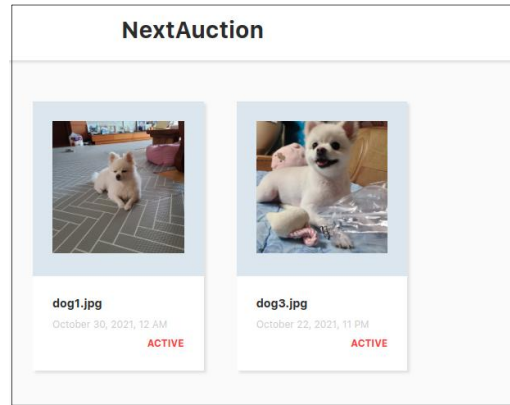 NextAuction
dog1.jpg
October 30, 2021, 12 AM
ACTIVE
dog3.jpg
October 22, 2021, 11 PM
ACTIVE